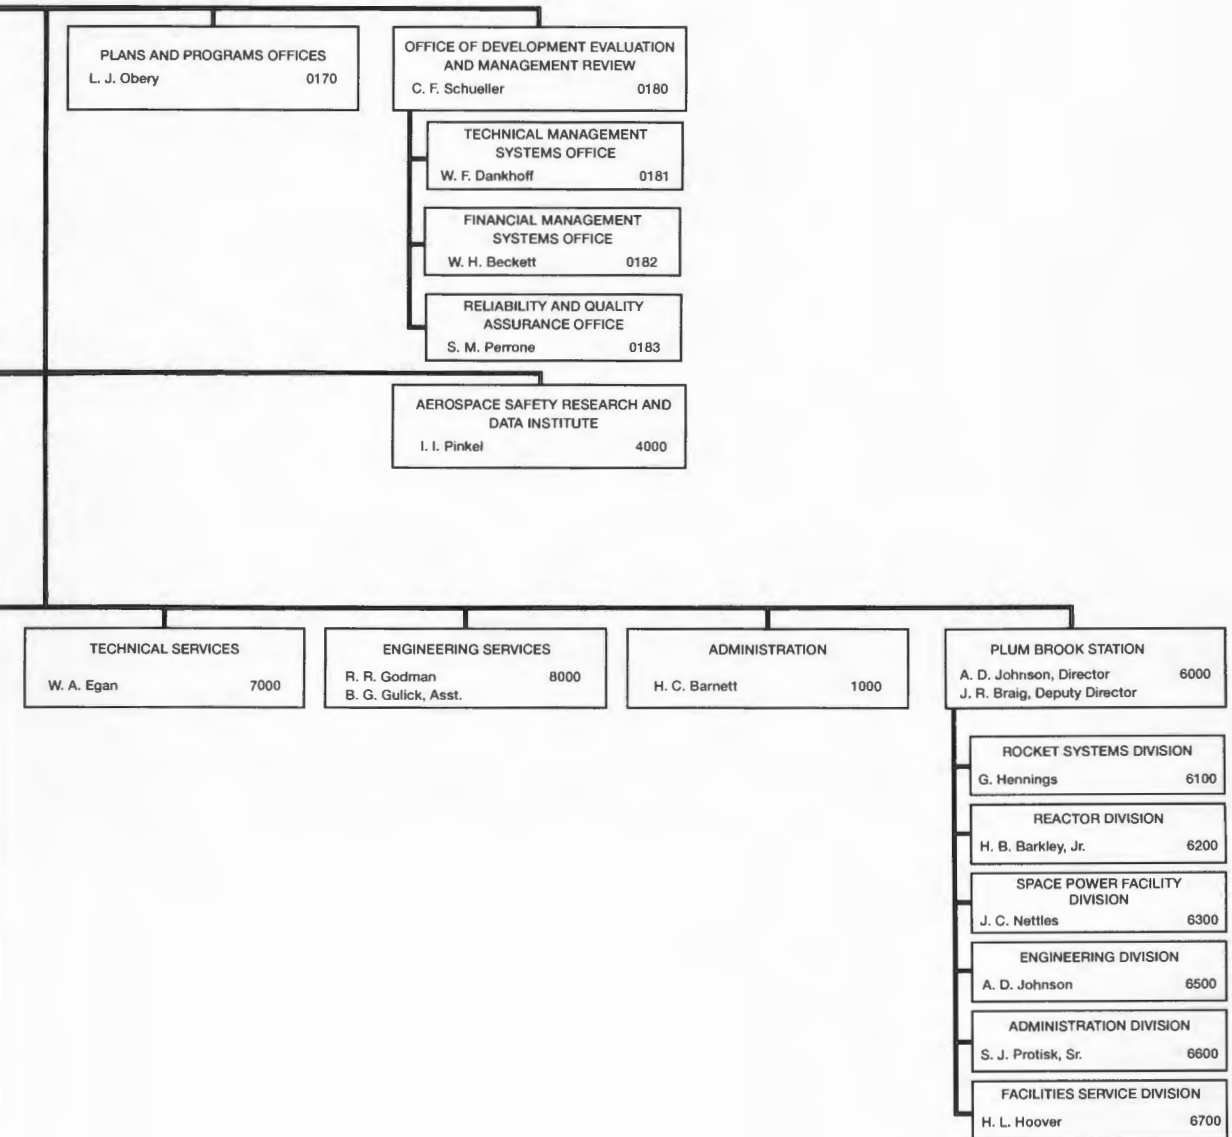 PLANS AND PROGRAMS OFFICES
L. J. Obery 0170
OFFICE OF DEVELOPMENT EVALUATION
AND MANAGEMENT REVIEW
C. F. Schueller 0180
TECHNICAL MANAGEMENT
SYSTEMS OFFICE
W. F. Dankhoff 0181
FINANCIAL MANAGEMENT
SYSTEMS OFFICE
W. H. Beckett 0182
RELIABILITY AND QUALITY
ASSURANCE OFFICE
S. M. Perrone 0183
AEROSPACE SAFETY RESEARCH AND
DATA INSTITUTE
I. I. Pinkel 4000
TECHNICAL SERVICES
W. A. Egan 7000
ENGINEERING SERVICES
R. R. Godman 8000
B. G. Gulick, Asst.
ADMINISTRATION
H. C. Barnett 1000
PLUM BROOK STATION
A. D. Johnson, Director 6000
J. R. Braig, Deputy Director
ROCKET SYSTEMS DIVISION
G. Hennings 6100
REACTOR DIVISION
H. B. Barkley, Jr. 6200
SPACE POWER FACILITY
DIVISION
J. C. Nettles 6300
ENGINEERING DIVISION
A. D. Johnson 6500
ADMINISTRATION DIVISION
S. J. Protisk, Sr. 6600
FACILITIES SERVICE DIVISION
H. L. Hoover 6700